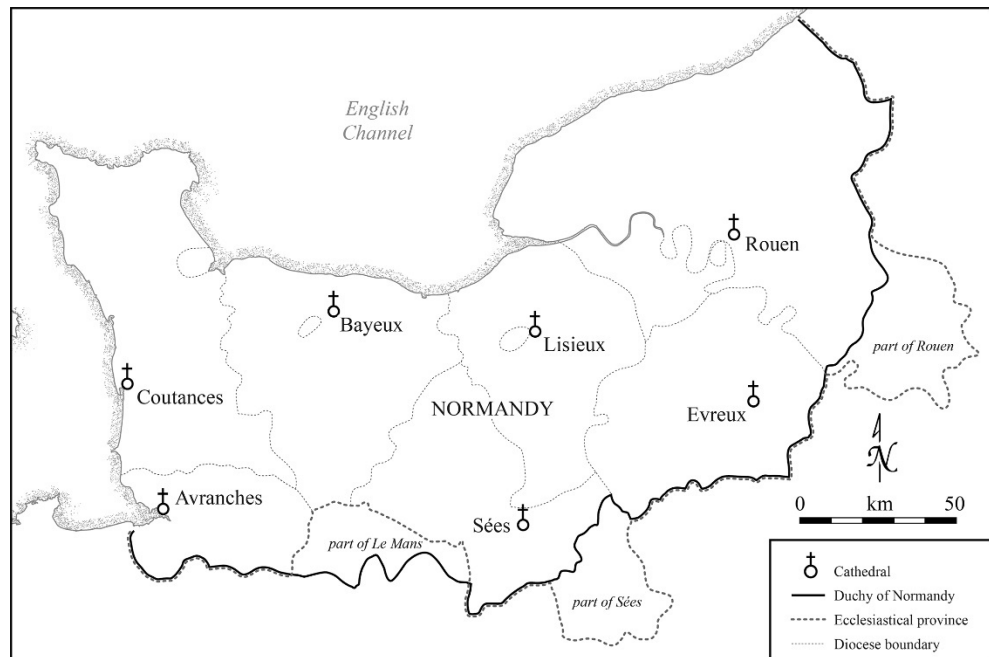 English
Channel
Rouen
Bayeux
Lisieux
part of Rouen
Coutances
NORMANDY
Evreux
N
Avranches
0 km 50
Sées
part of Le Mans
part of Sées
Cathedral
Duchy of Normandy
Ecclesiastical province
Diocese boundary